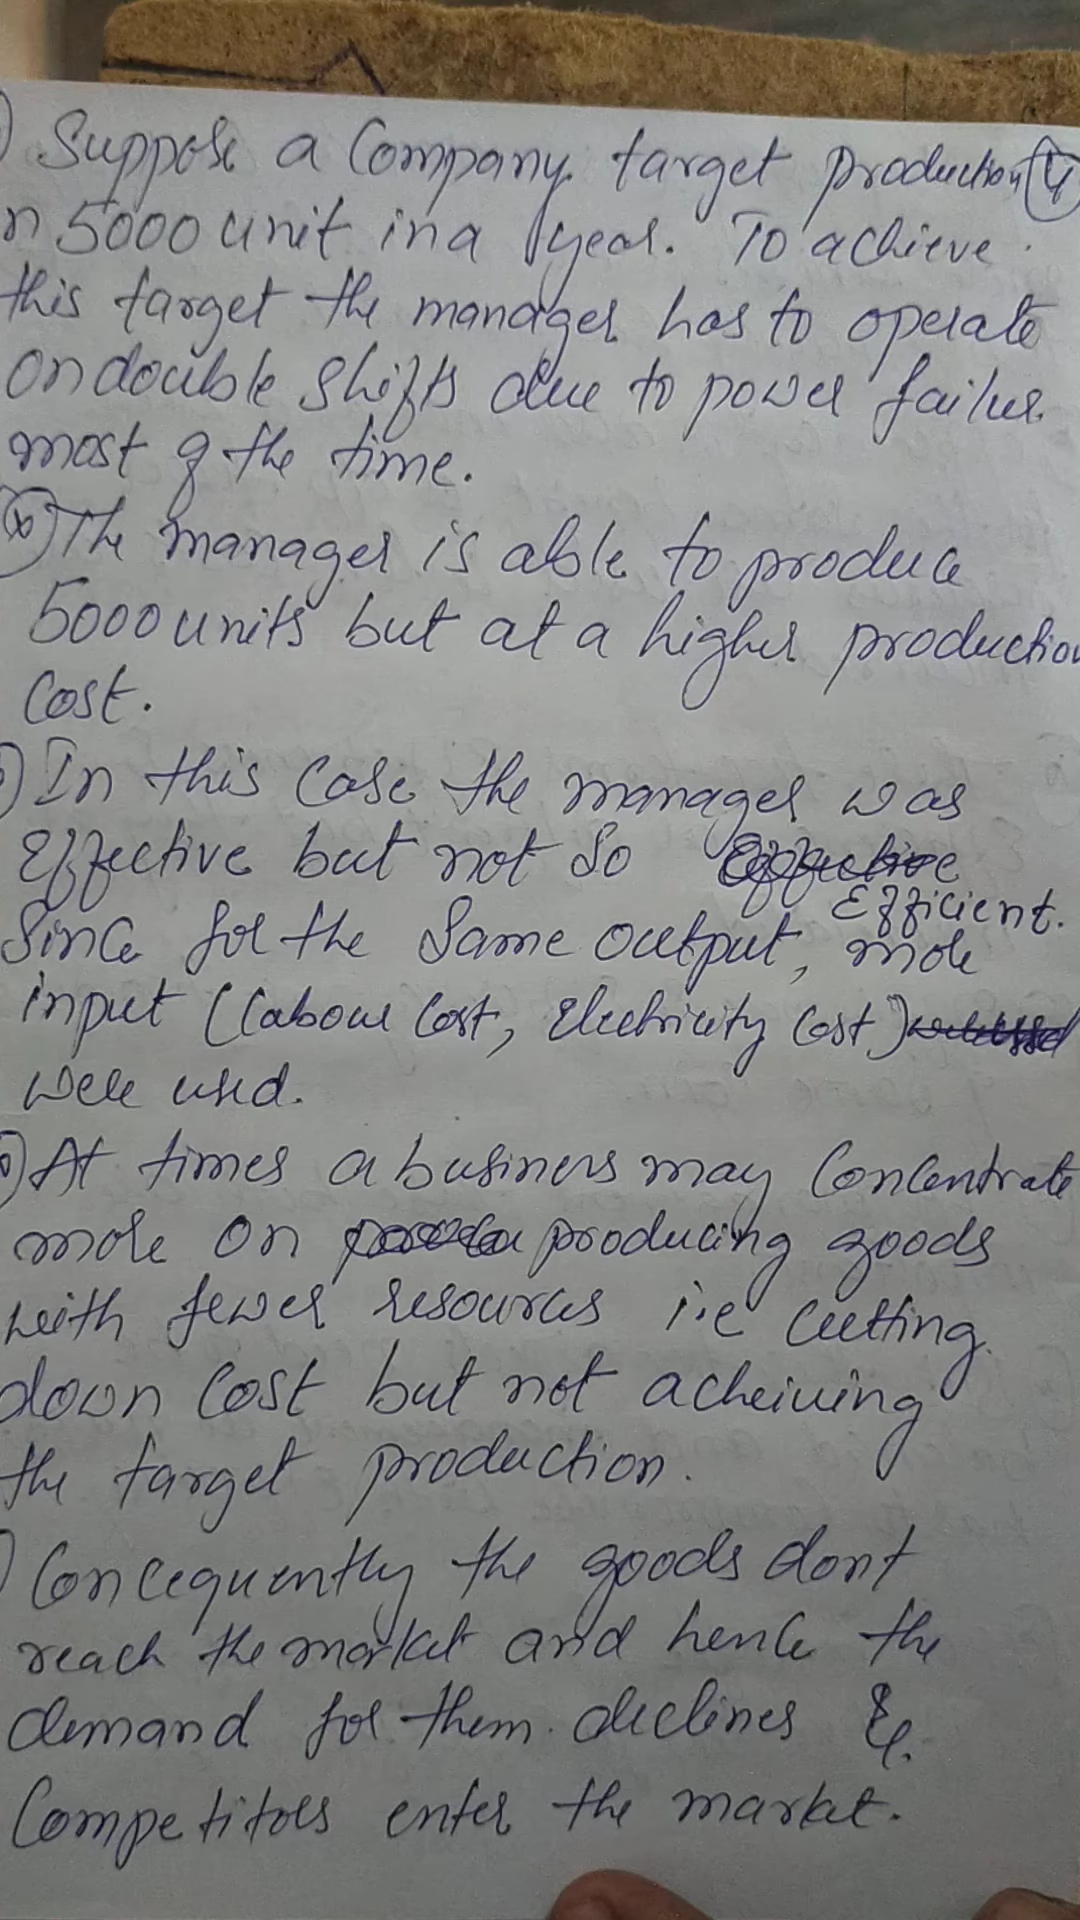 ) Suppose a Company target production (4)
n 5000 unit in a year. To achieve
this target the manager has to operate
on double shifts due to power failure
most of the time.
The manager is able to produce
5000 units but at a higher production
Cost.
) In this case the manager was
Effective but not so Effective
Efficient.
Since for the same output, more
input (labour Cost, Electricity Cost)
were used.
) At times a business may Concentrate
more on producing goods
with fewer resources i.e cutting
down Cost but not acheiving
the target production.
) Concequently the goods dont
reach the market and hence the
demand for them declines &
Competitors enter the market.